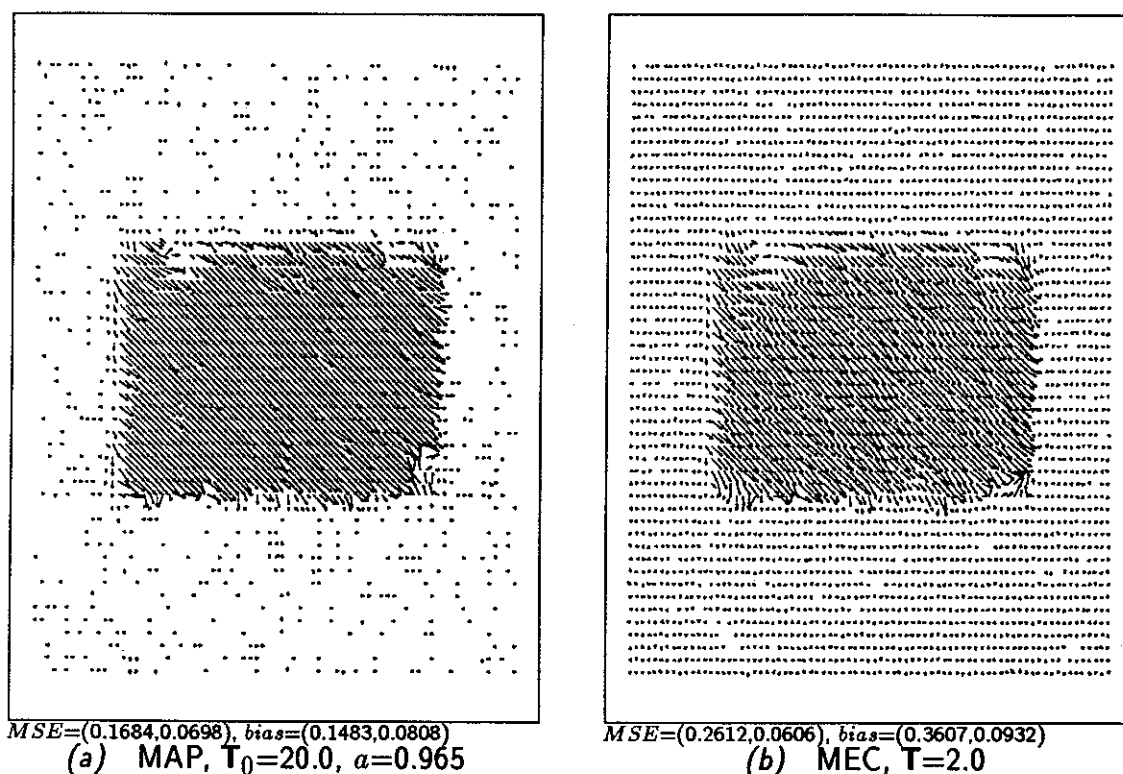 MSE=(0.1684,0.0698), bias=(0.1483,0.0808)
(a) MAP, T0=20.0, a=0.965
MSE=(0.2612,0.0606), bias=(0.3607,0.0932)
(b) MEC, T=2.0